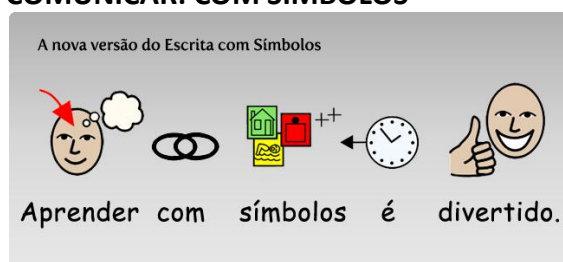 COMUNICAR: COM SÍMBOLOS
A nova versão do Escrita com Símbolos
Aprender com símbolos é divertido.